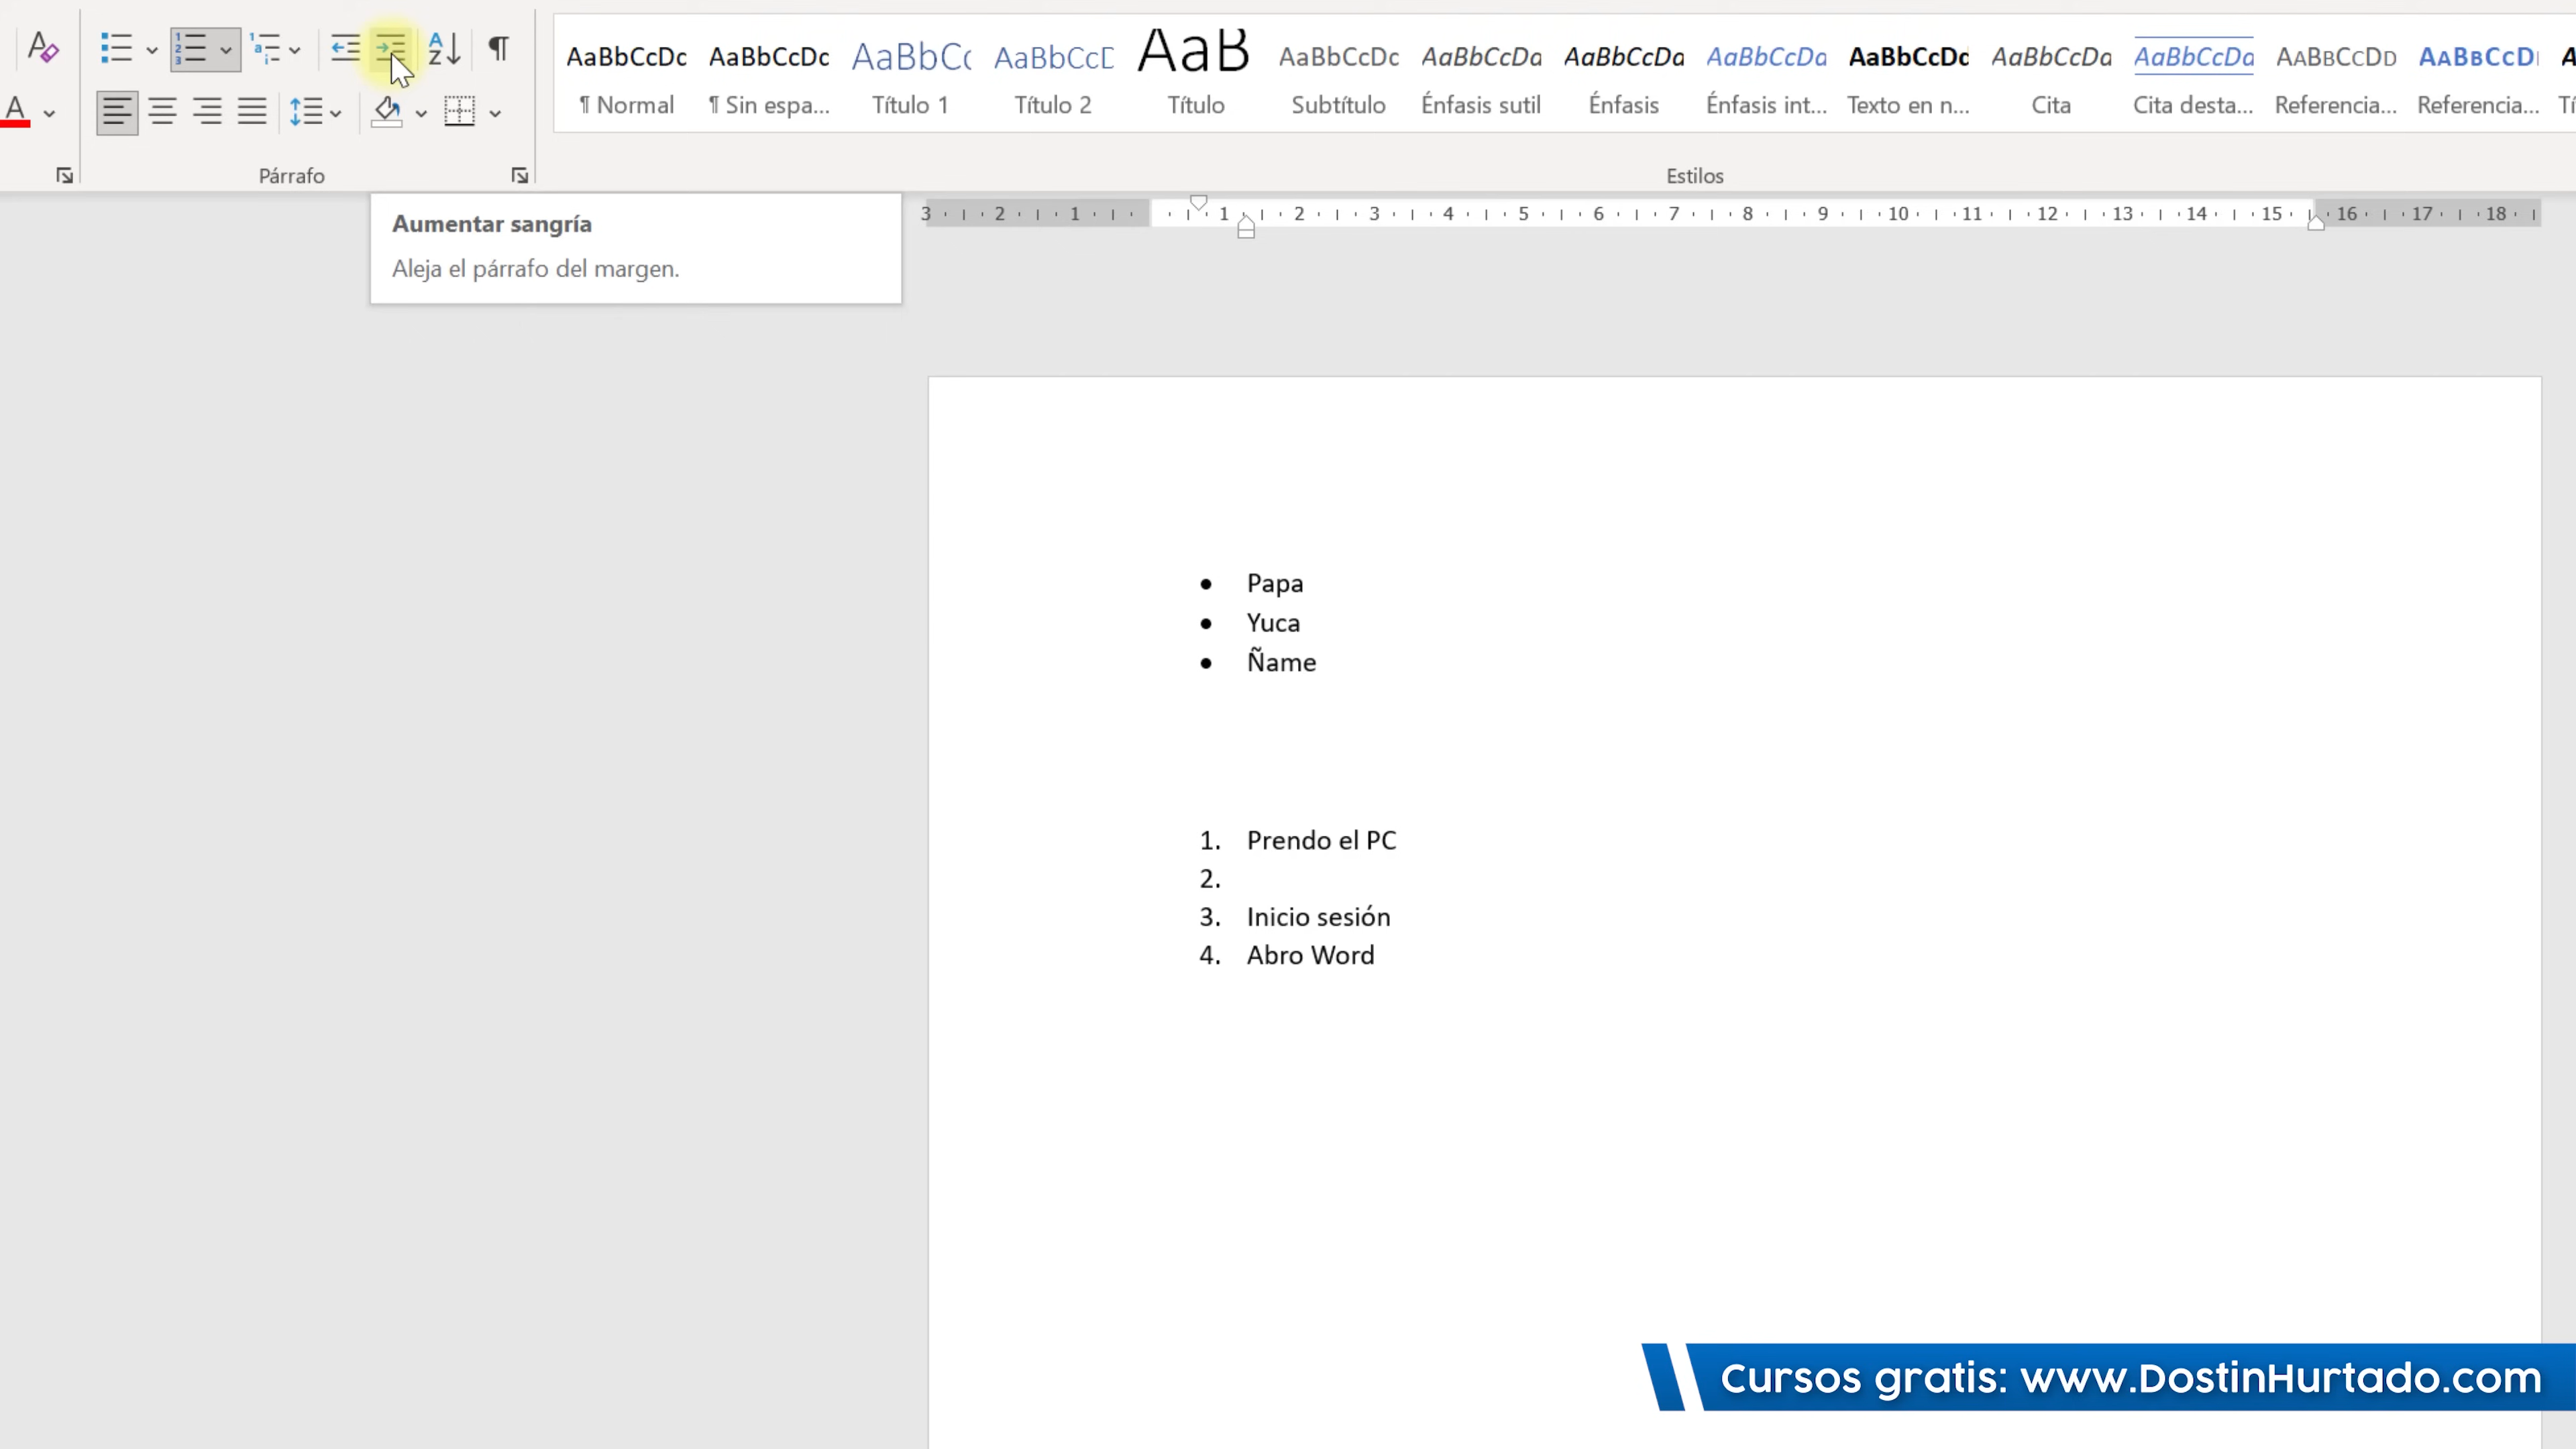 AaBbCcDc AaBbCcDc AaBbCc AaBbCcE AaB AaBbCcDc AaBbCcDa AaBbCcDa AaBbCcDa AaBbCcDd AaBbCcDa AaBbCcDa AABBCCDD AABBCCDI
¶ Normal ¶ Sin espa... Título 1 Título 2 Título Subtítulo Énfasis sutil Énfasis Énfasis int... Texto en n... Cita Cita desta... Referencia... Referencia...
Párrafo Estilos
3 2 1 1 2 3 4 5 6 7 8 9 10 11 12 13 14 15 16 17 18
Aumentar sangría
Aleja el párrafo del margen.
• Papa
• Yuca
• Ñame
1. Prendo el PC
2.
3. Inicio sesión
4. Abro Word
Cursos gratis: www.DostinHurtado.com